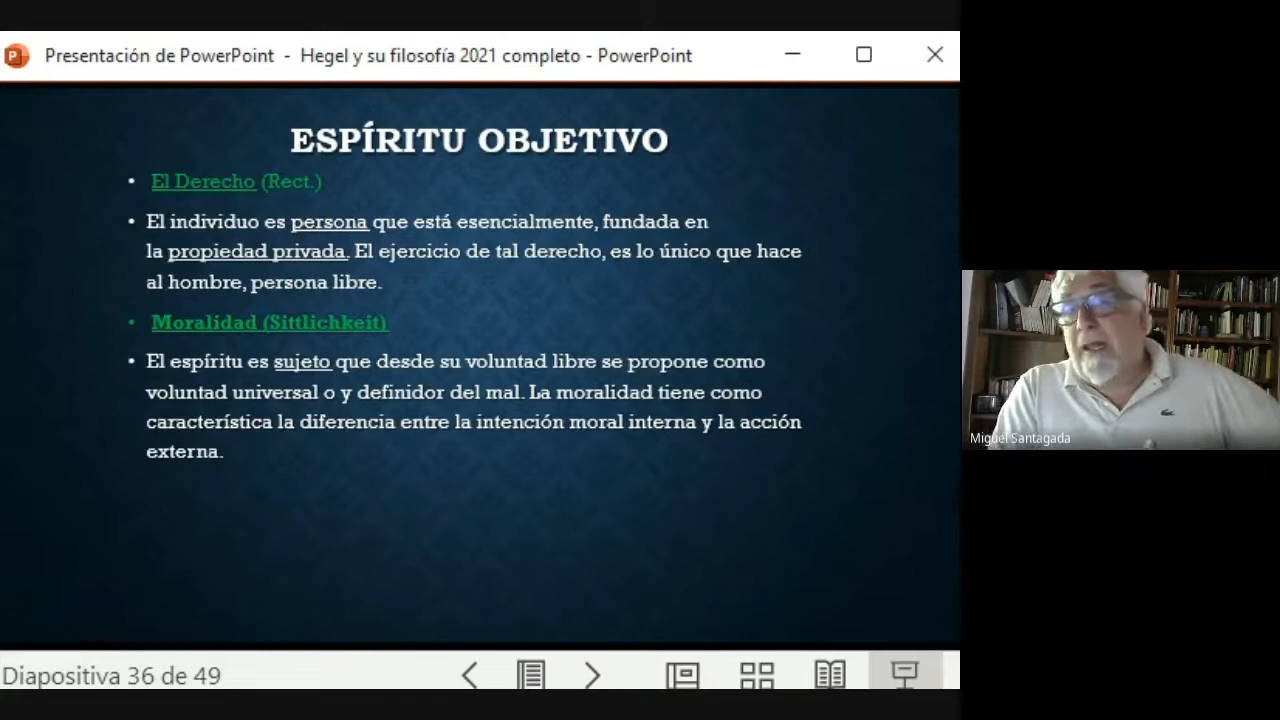 Presentación de PowerPoint - Hegel y su filosofía 2021 completo - PowerPoint
ESPÍRITU OBJETIVO
• El Derecho (Rect.)
• El individuo es persona que está esencialmente, fundada en
la propiedad privada. El ejercicio de tal derecho, es lo único que hace
al hombre, persona libre.
• Moralidad (Sittlichkeit)
• El espíritu es sujeto que desde su voluntad libre se propone como
voluntad universal o y definidor del mal. La moralidad tiene como
característica la diferencia entre la intención moral interna y la acción
externa.
Miguel Santagada
Diapositiva 36 de 49